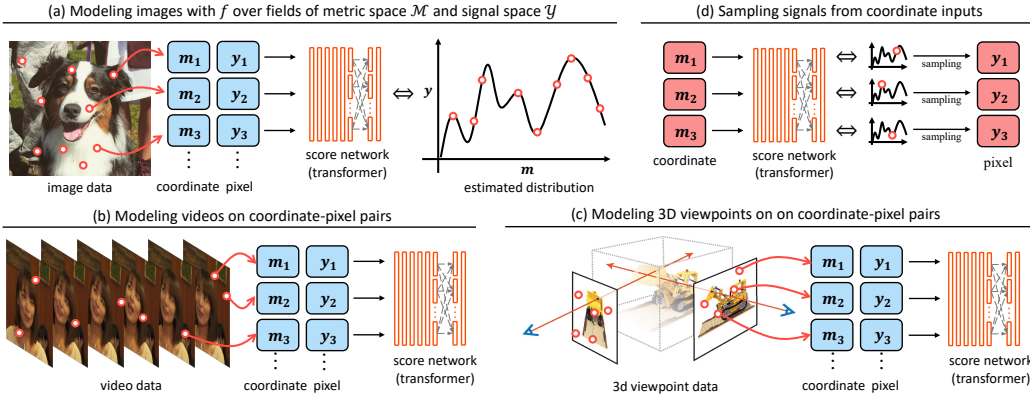 (a) Modeling images with f over fields of metric space ℳ and signal space 𝒴
m1 y1
m2 y2
m3 y3
⋮ ⋮
image data
coordinate pixel
score network
(transformer)
⇔
y
m
estimated distribution
(d) Sampling signals from coordinate inputs
m1 ⇔ sampling y1
m2 ⇔ sampling y2
m3 ⇔ sampling y3
coordinate
score network
(transformer)
pixel
(b) Modeling videos on coordinate-pixel pairs
m1 y1
m2 y2
m3 y3
⋮ ⋮
video data
coordinate pixel
score network
(transformer)
(c) Modeling 3D viewpoints on on coordinate-pixel pairs
m1 y1
m2 y2
m3 y3
⋮ ⋮
3d viewpoint data
coordinate pixel
score network
(transformer)